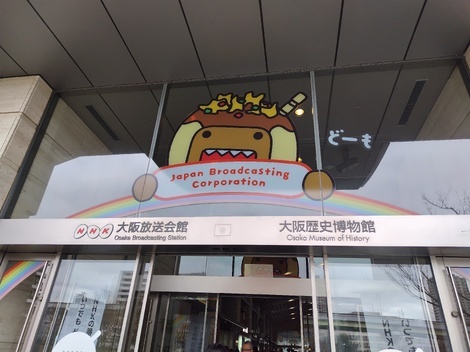 どーも
Japan Broadcasting
Corporation
NHK 大阪放送会館
Osaka Broadcasting Station
大阪歴史博物館
Osaka Museum of History